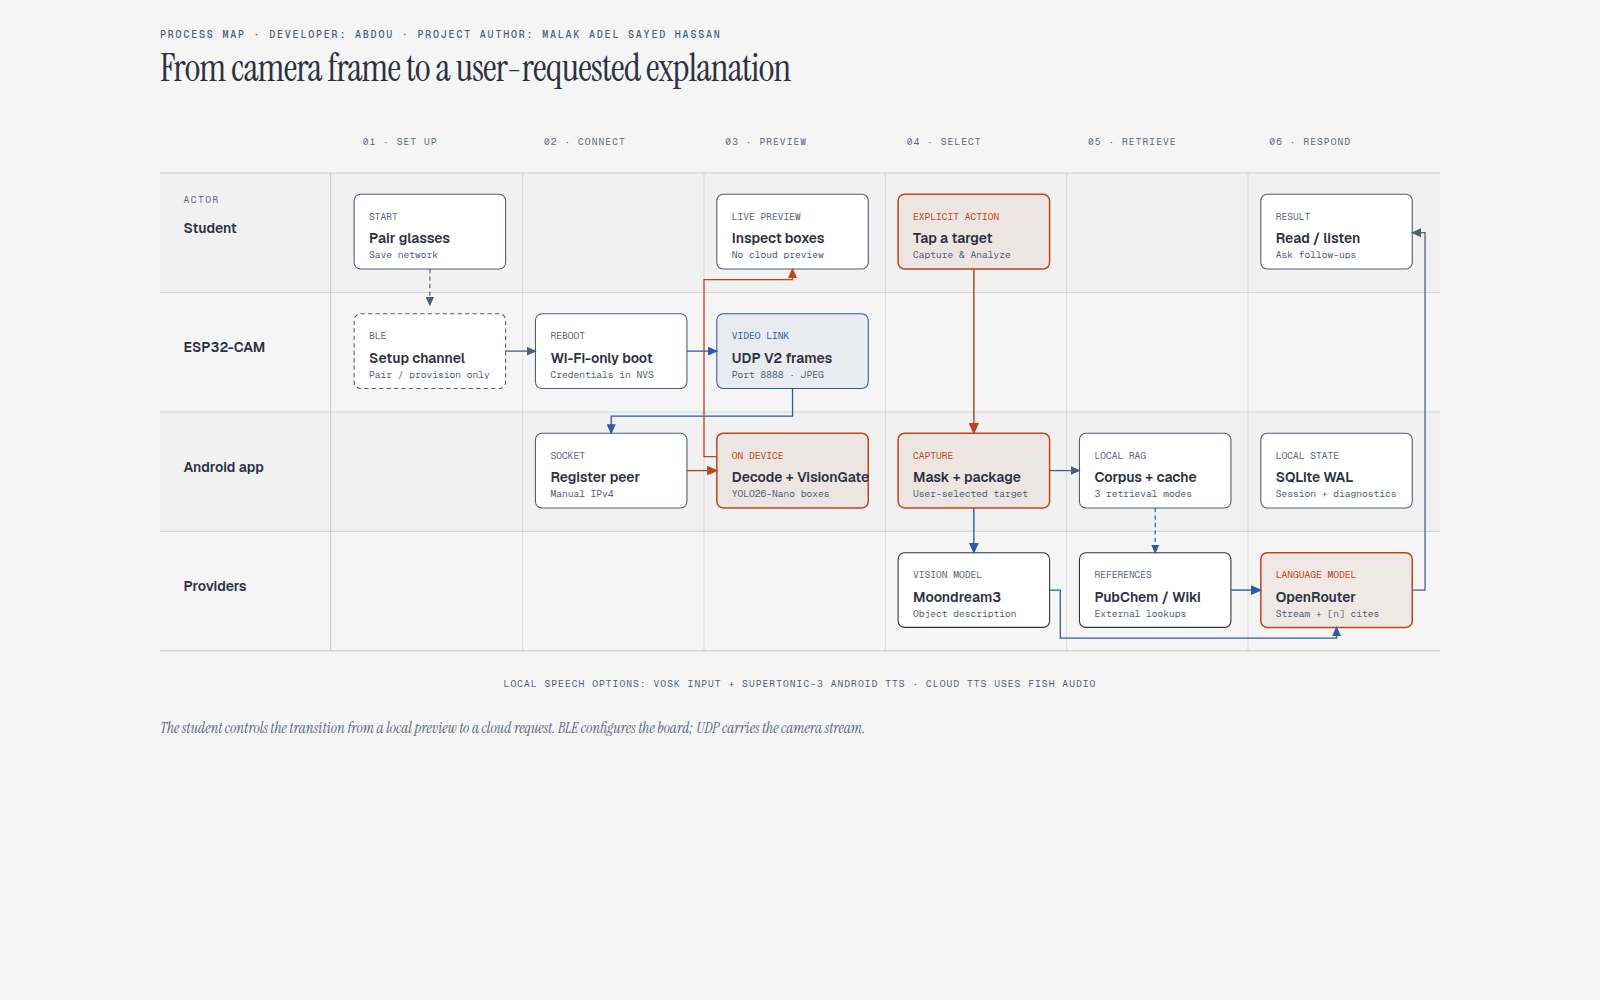 PROCESS MAP · DEVELOPER: ABDOU · PROJECT AUTHOR: MALAK ADEL SAYED HASSAN
From camera frame to a user-requested explanation
01 · SET UP
02 · CONNECT
03 · PREVIEW
04 · SELECT
05 · RETRIEVE
06 · RESPOND
ACTOR
Student
START
Pair glasses
Save network
LIVE PREVIEW
Inspect boxes
No cloud preview
EXPLICIT ACTION
Tap a target
Capture & Analyze
RESULT
Read / listen
Ask follow-ups
ESP32-CAM
BLE
Setup channel
Pair / provision only
REBOOT
Wi-Fi-only boot
Credentials in NVS
VIDEO LINK
UDP V2 frames
Port 8888 · JPEG
Android app
SOCKET
Register peer
Manual IPv4
ON DEVICE
Decode + VisionGate
YOLO26-Nano boxes
CAPTURE
Mask + package
User-selected target
LOCAL RAG
Corpus + cache
3 retrieval modes
LOCAL STATE
SQLite WAL
Session + diagnostics
Providers
VISION MODEL
Moondream3
Object description
REFERENCES
PubChem / Wiki
External lookups
LANGUAGE MODEL
OpenRouter
Stream + [n] cites
LOCAL SPEECH OPTIONS: VOSK INPUT + SUPERTONIC-3 ANDROID TTS · CLOUD TTS USES FISH AUDIO
The student controls the transition from a local preview to a cloud request. BLE configures the board; UDP carries the camera stream.